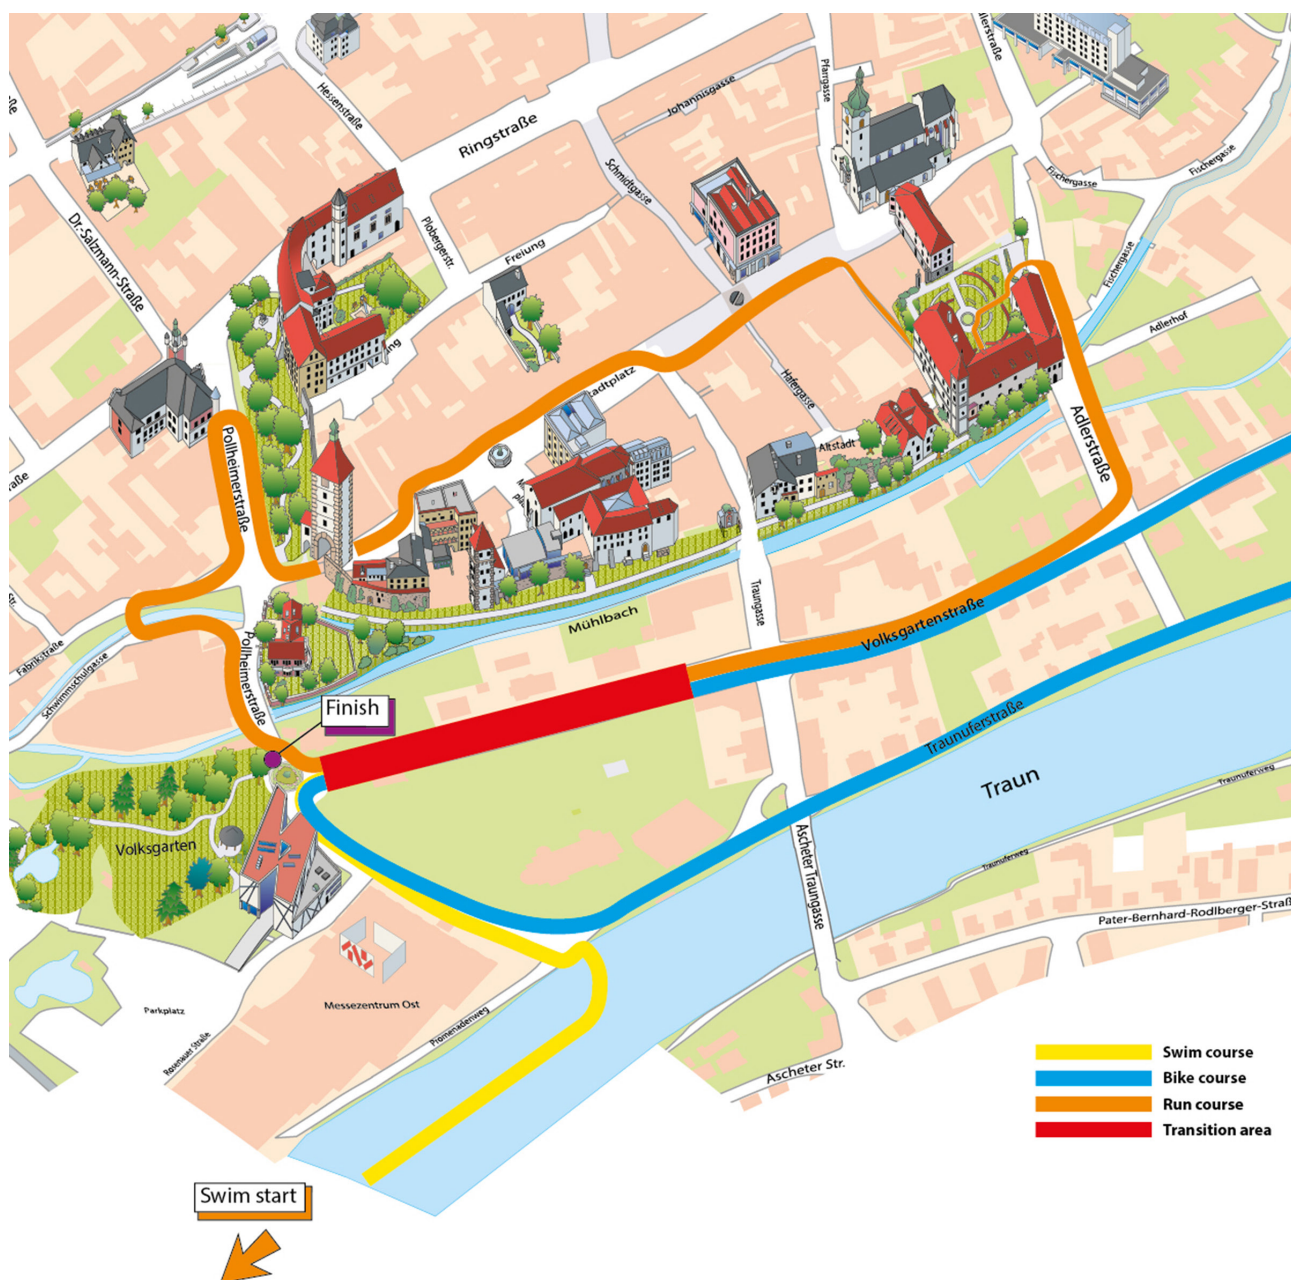 Hessenstraße
Ringstraße
Johannisgasse
Pfarrgasse
Schmidtgasse
Fischergasse
Fischergasse
Fischergasse
Dr.-Salzmann-Straße
Plobergerstr.
Freiung
Adlerhof
Stadtplatz
Hafergasse
Altstadt
Adlerstraße
Pollheimerstraße
Mühlbach
Traungasse
Volksgartenstraße
Fabrikstraße
Schwimmschulgasse
Pollheimerstraße
Finish
Traunuferstraße
Traun
Traunuferweg
Traunuferweg
Volksgarten
Ascheter Traungasse
Pater-Bernhard-Rodlberger-Straß
Messezentrum Ost
Parkplatz
Promenadenweg
Rosenauer Straße
Ascheter Str.
Swim course
Bike course
Run course
Transition area
Swim start